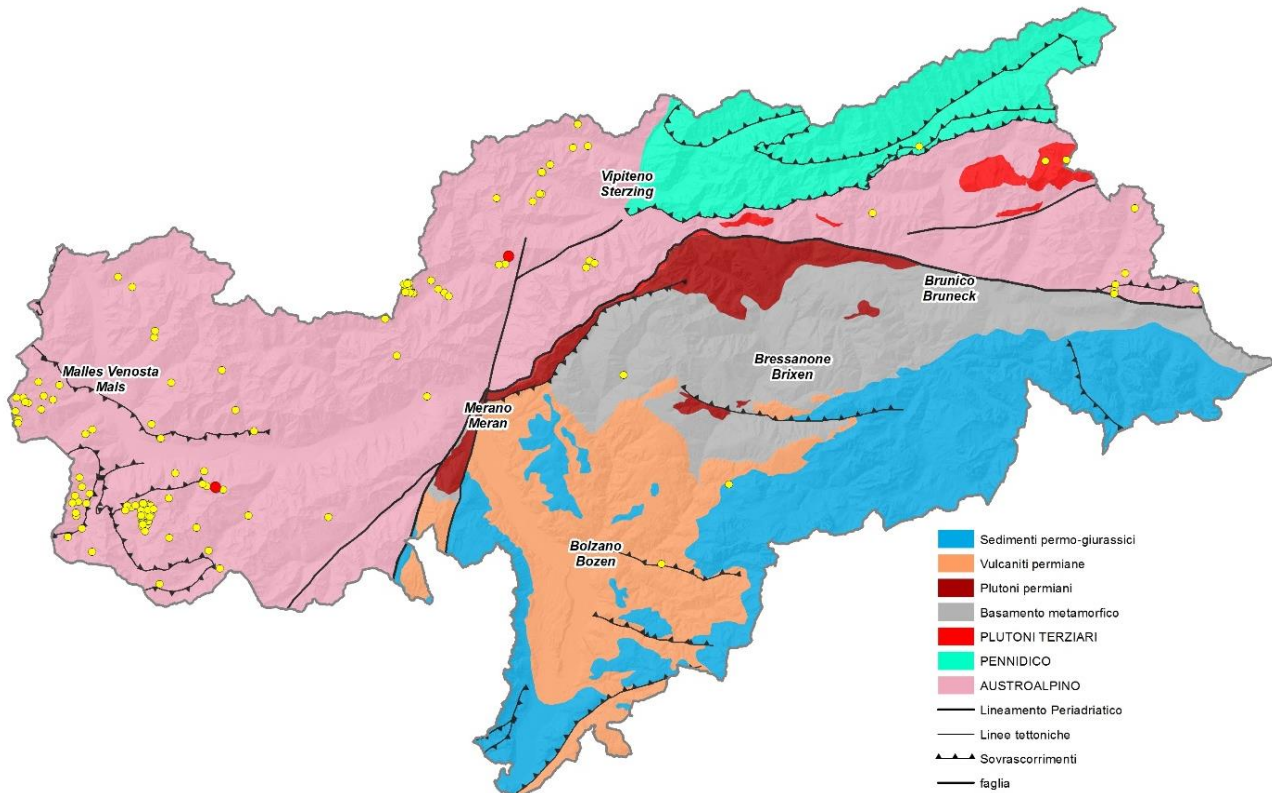 Vipiteno
Sterzing
Brunico
Bruneck
Bressanone
Brixen
Malles Venosta
Mals
Merano
Meran
Bolzano
Bozen
Sedimenti permo-giurassici
Vulcaniti permiane
Plutoni permiani
Basamento metamorfico
PLUTONI TERZIARI
PENNIDICO
AUSTROALPINO
Lineamento Periadriatico
Linee tettoniche
Sovrascorrimenti
faglia